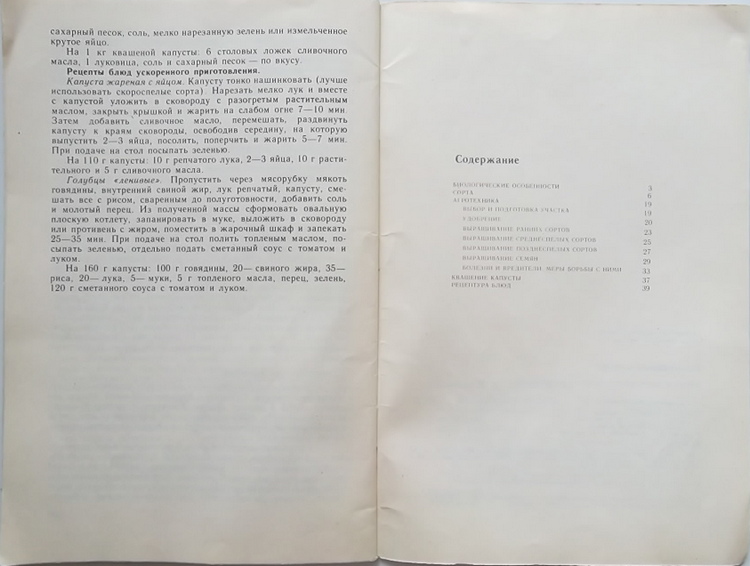 сахарный песок, соль, мелко нарезанную зелень или измельченное
крутое яйцо.
На 1 кг квашеной капусты: 6 столовых ложек сливочного
масла, 1 луковица, соль и сахарный песок — по вкусу.
Рецепты блюд ускоренного приготовления.
Капуста жареная с яйцом. Капусту тонко нашинковать (лучше
использовать скороспелые сорта). Нарезать мелко лук и вместе
с капустой уложить в сковороду с разогретым растительным
маслом, закрыть крышкой и жарить на слабом огне 7—10 мин.
Затем добавить сливочное масло, перемешать, раздвинуть
капусту к краям сковороды, освободив середину, на которую
выпустить 2—3 яйца, посолить, поперчить и жарить 5—7 мин.
При подаче на стол посыпать зеленью.
На 110 г капусты: 10 г репчатого лука, 2—3 яйца, 10 г расти-
тельного и 5 г сливочного масла.
Голубцы «ленивые». Пропустить через мясорубку мякоть
говядины, внутренний свиной жир, лук репчатый, капусту, сме-
шать все с рисом, сваренным до полуготовности, добавить соль
и молотый перец. Из полученной массы сформовать овальную
плоскую котлету, запанировать в муке, выложить в сковороду
или противень с жиром, поместить в жарочный шкаф и запекать
25—35 мин. При подаче на стол полить топленым маслом, по-
сыпать зеленью, отдельно подать сметанный соус с томатом и
луком.
На 160 г капусты: 100 г говядины, 20— свиного жира, 35—
риса, 20— лука, 5— муки, 5 г топленого масла, перец, зелень,
120 г сметанного соуса с томатом и луком.
Содержание
БИОЛОГИЧЕСКИЕ ОСОБЕННОСТИ 3
СОРТА 6
АГРОТЕХНИКА 19
ВЫБОР И ПОДГОТОВКА УЧАСТКА 19
УДОБРЕНИЕ 20
ВЫРАЩИВАНИЕ РАННИХ СОРТОВ 23
ВЫРАЩИВАНИЕ СРЕДНЕСПЕЛЫХ СОРТОВ 25
ВЫРАЩИВАНИЕ ПОЗДНЕСПЕЛЫХ СОРТОВ 27
ВЫРАЩИВАНИЕ СЕМЯН 29
БОЛЕЗНИ И ВРЕДИТЕЛИ. МЕРЫ БОРЬБЫ С НИМИ 33
КВАШЕНИЕ КАПУСТЫ 37
РЕЦЕПТУРА БЛЮД 39